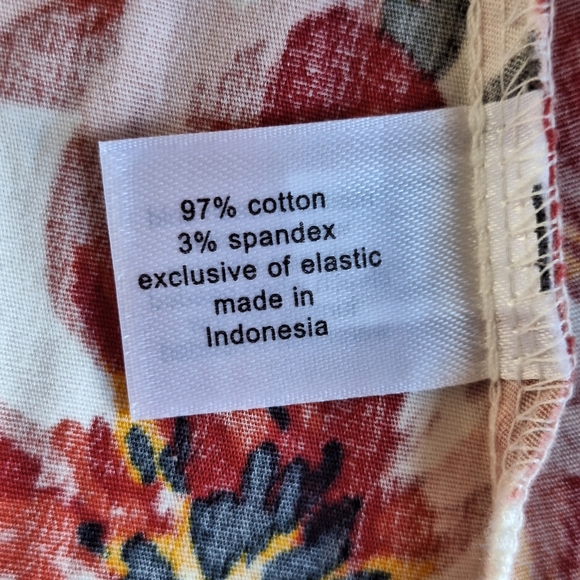 97% cotton
3% spandex
exclusive of elastic
made in
Indonesia